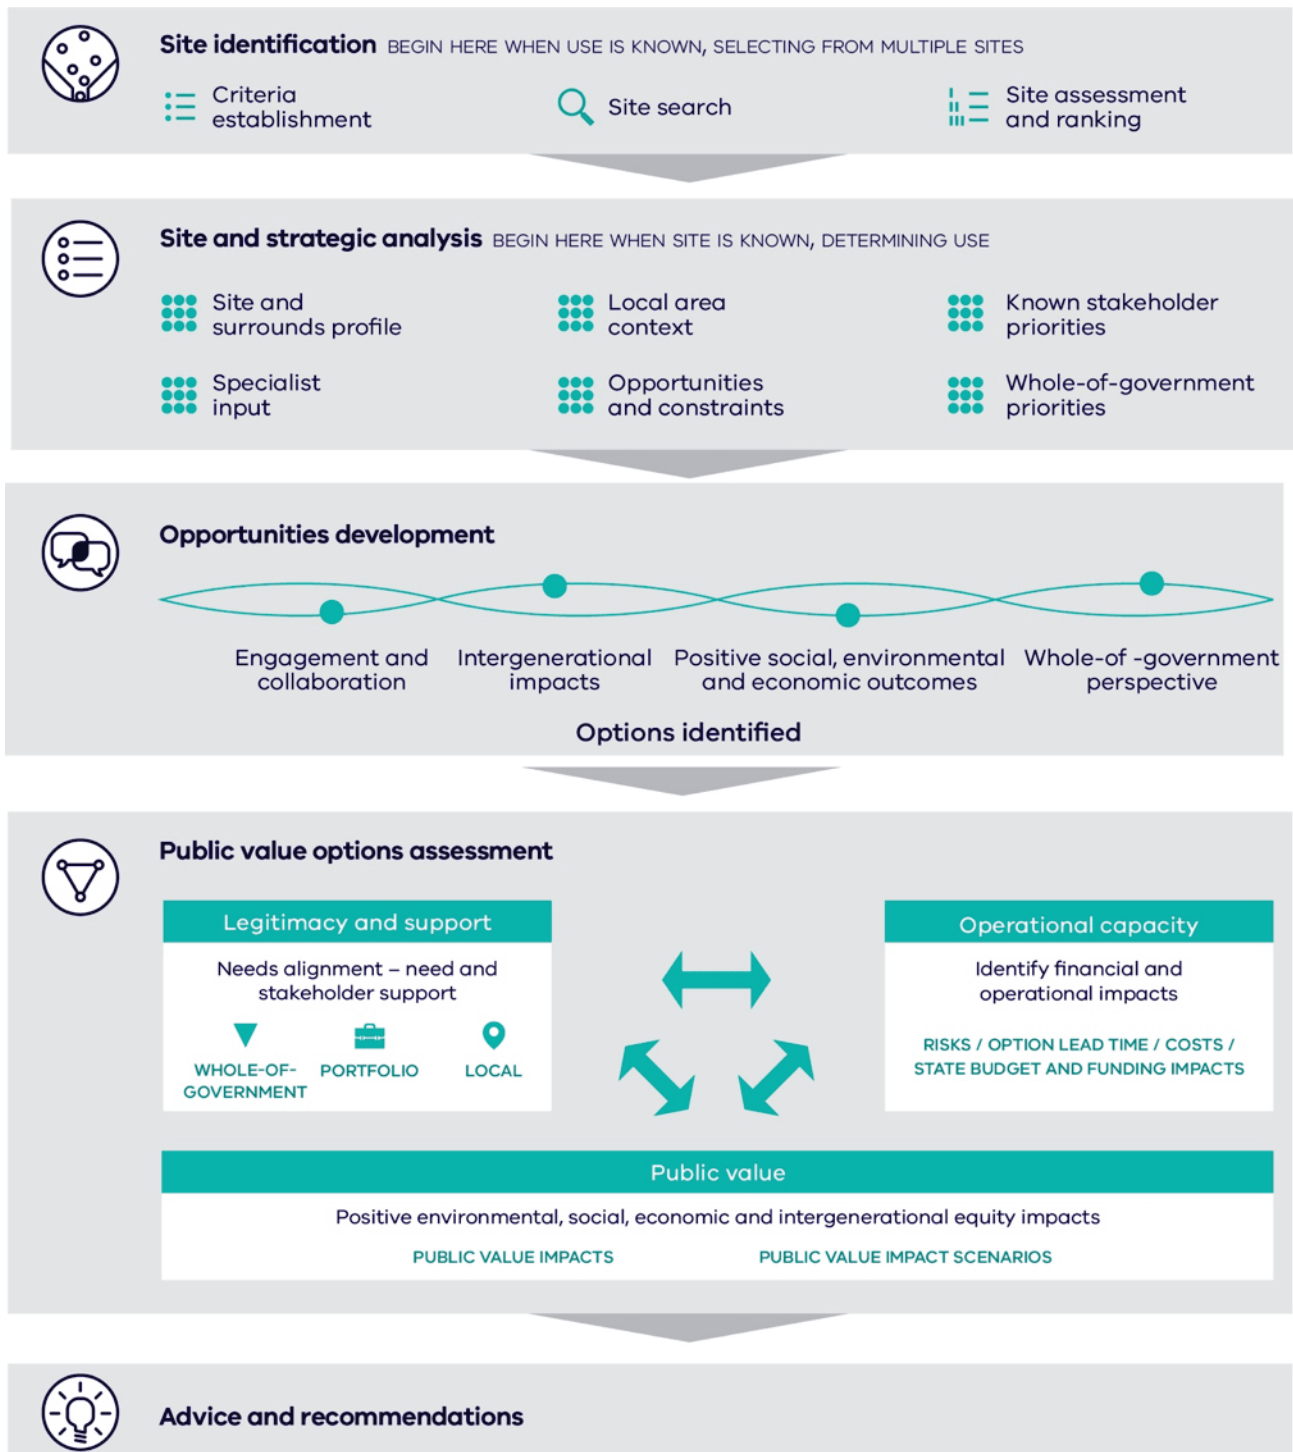 Site identification BEGIN HERE WHEN USE IS KNOWN, SELECTING FROM MULTIPLE SITES
Criteria
establishment
Site search
Site assessment
and ranking
Site and strategic analysis BEGIN HERE WHEN SITE IS KNOWN, DETERMINING USE
Site and
surrounds profile
Local area
context
Known stakeholder
priorities
Specialist
input
Opportunities
and constraints
Whole-of-government
priorities
Opportunities development
Engagement and
collaboration
Intergenerational
impacts
Positive social, environmental
and economic outcomes
Whole-of -government
perspective
Options identified
Public value options assessment
Legitimacy and support
Needs alignment – need and
stakeholder support
WHOLE-OF-
GOVERNMENT
PORTFOLIO
LOCAL
Operational capacity
Identify financial and
operational impacts
RISKS / OPTION LEAD TIME / COSTS /
STATE BUDGET AND FUNDING IMPACTS
Public value
Positive environmental, social, economic and intergenerational equity impacts
PUBLIC VALUE IMPACTS
PUBLIC VALUE IMPACT SCENARIOS
Advice and recommendations